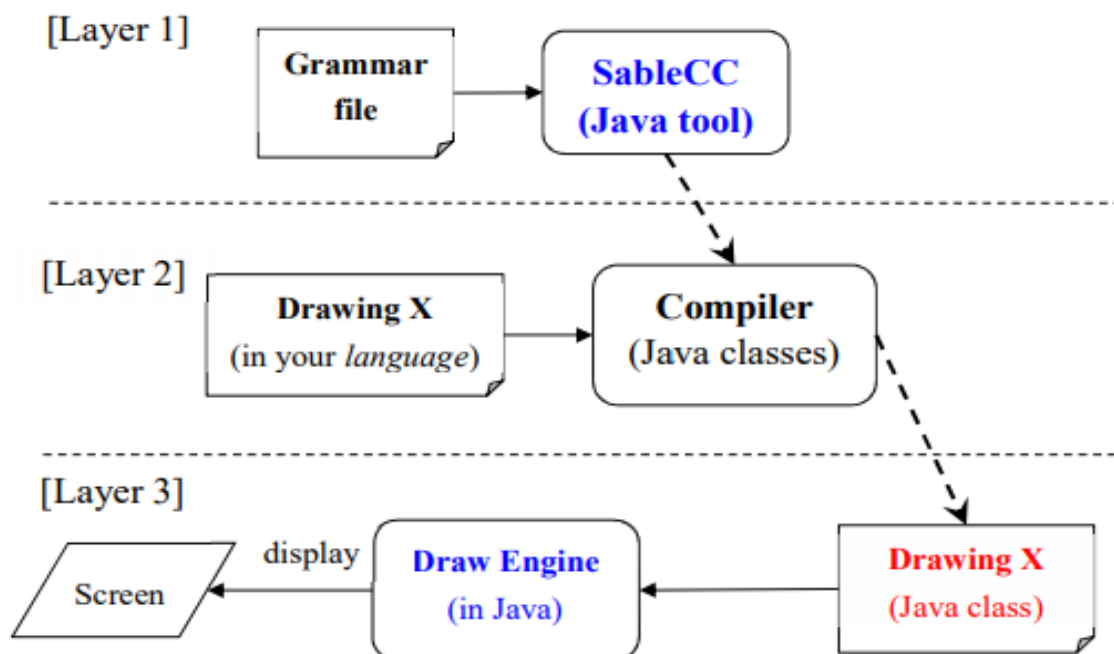 [Layer 1]
Grammar
file
SableCC
(Java tool)
[Layer 2]
Drawing X
(in your language)
Compiler
(Java classes)
[Layer 3]
Screen
display
Draw Engine
(in Java)
Drawing X
(Java class)